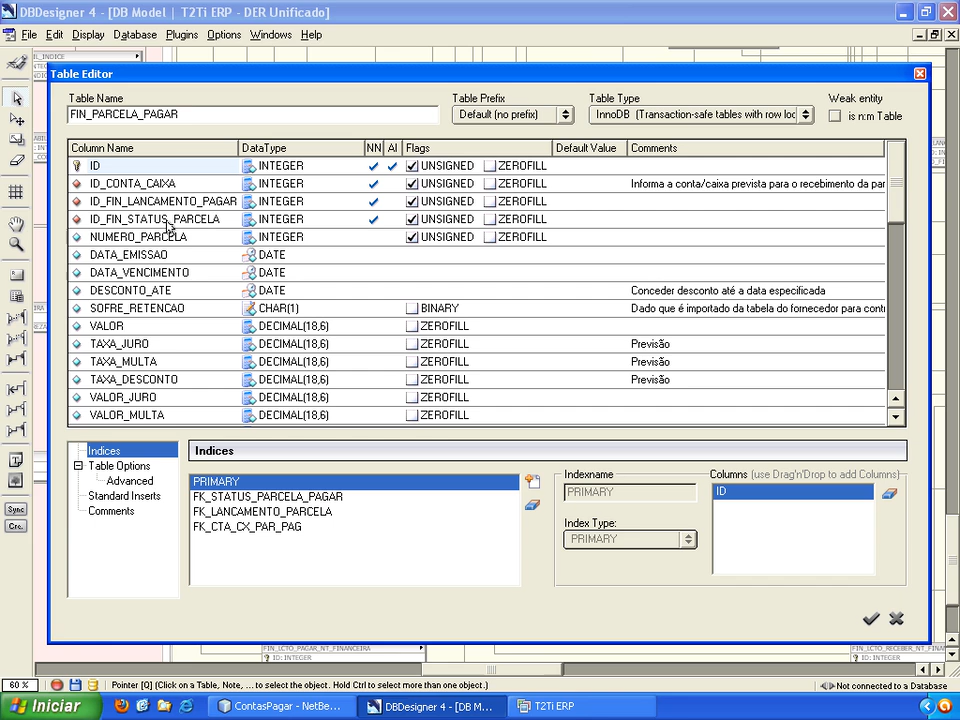 DBDesigner 4 - [DB Model | T2Ti ERP - DER Unificado]
File Edit Display Database Plugins Options Windows Help
Table Editor
Table Name
Table Prefix
Table Type
Weak entity
FIN_PARCELA_PAGAR
Default (no prefix)
InnoDB (Transaction-safe tables with row loc
is n:m Table
Column Name DataType NN AI Flags Default Value Comments
ID INTEGER UNSIGNED ZEROFILL
ID_CONTA_CAIXA INTEGER UNSIGNED ZEROFILL Informa a conta/caixa prevista para o recebimento da par
ID_FIN_LANCAMENTO_PAGAR INTEGER UNSIGNED ZEROFILL
ID_FIN_STATUS_PARCELA INTEGER UNSIGNED ZEROFILL
NUMERO_PARCELA INTEGER UNSIGNED ZEROFILL
DATA_EMISSAO DATE
DATA_VENCIMENTO DATE
DESCONTO_ATE DATE Conceder desconto até a data especificada
SOFRE_RETENCAO CHAR(1) BINARY Dado que é importado da tabela do fornecedor para cont
VALOR DECIMAL(18,6) ZEROFILL
TAXA_JURO DECIMAL(18,6) ZEROFILL Previsão
TAXA_MULTA DECIMAL(18,6) ZEROFILL Previsão
TAXA_DESCONTO DECIMAL(18,6) ZEROFILL Previsão
VALOR_JURO DECIMAL(18,6) ZEROFILL
VALOR_MULTA DECIMAL(18,6) ZEROFILL
Indices
Table Options
Advanced
Standard Inserts
Comments
Indices
PRIMARY
FK_STATUS_PARCELA_PAGAR
FK_LANCAMENTO_PARCELA
FK_CTA_CX_PAR_PAG
Indexname
PRIMARY
Index Type:
PRIMARY
Columns (use Drag'n'Drop to add Columns)
ID
Sync
FIN_LCTO_PAGAR_NT_FINANCEIRA
ID: INTEGER
FIN_LCTO_RECEBER_NT_FINAN
ID: INTEGER
60 %
Pointer [Q] (Click on a Table, Note, ... to select the object. Hold Ctrl to select more than one object.)
Not connected to a Database
Iniciar
ContasPagar - NetBe...
DBDesigner 4 - [DB M...
T2Ti ERP